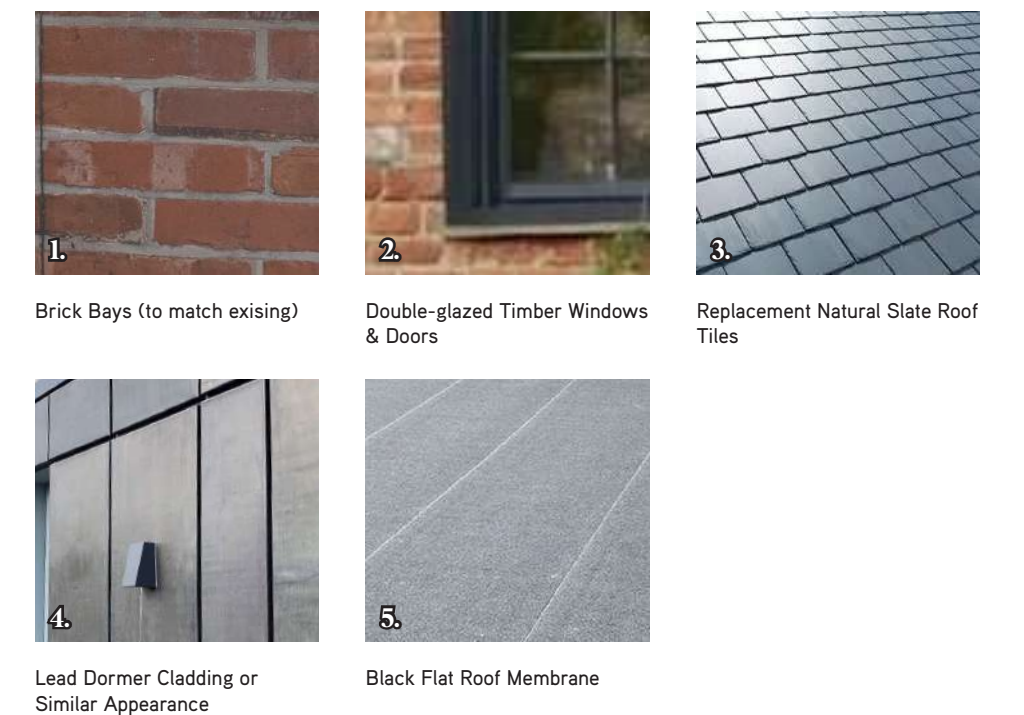 1.
2.
3.
Brick Bays (to match exising)
Double-glazed Timber Windows
& Doors
Replacement Natural Slate Roof
Tiles
4.
5.
Lead Dormer Cladding or
Similar Appearance
Black Flat Roof Membrane